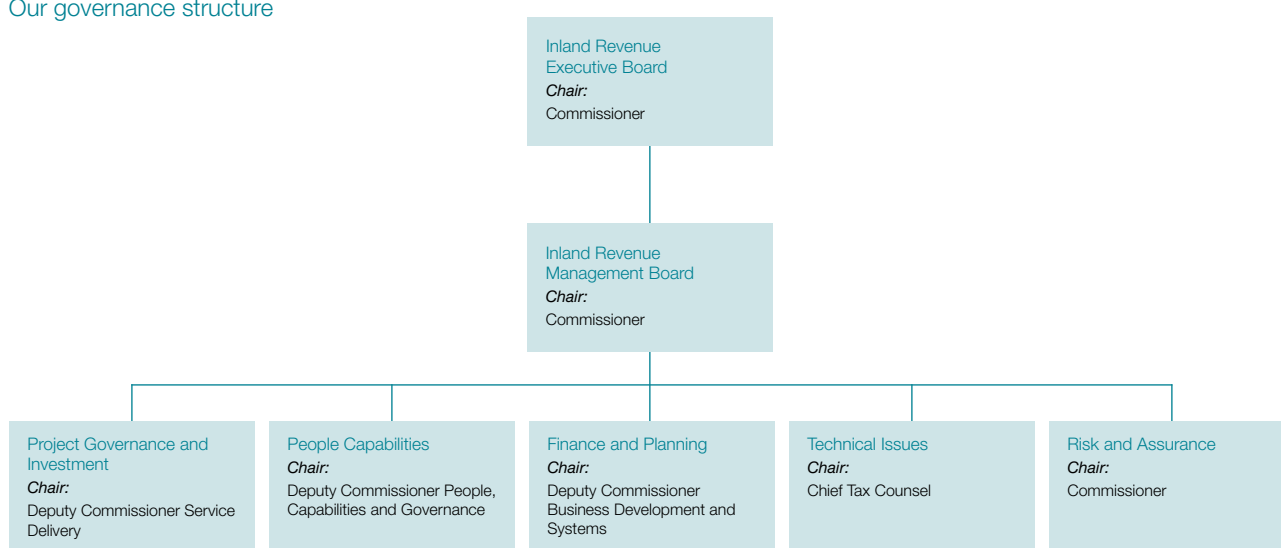 Our governance structure
Inland Revenue
Executive Board
Chair:
Commissioner
Inland Revenue
Management Board
Chair:
Commissioner
Project Governance and
Investment
Chair:
Deputy Commissioner Service
Delivery
People Capabilities
Chair:
Deputy Commissioner People,
Capabilities and Governance
Finance and Planning
Chair:
Deputy Commissioner
Business Development and
Systems
Technical Issues
Chair:
Chief Tax Counsel
Risk and Assurance
Chair:
Commissioner